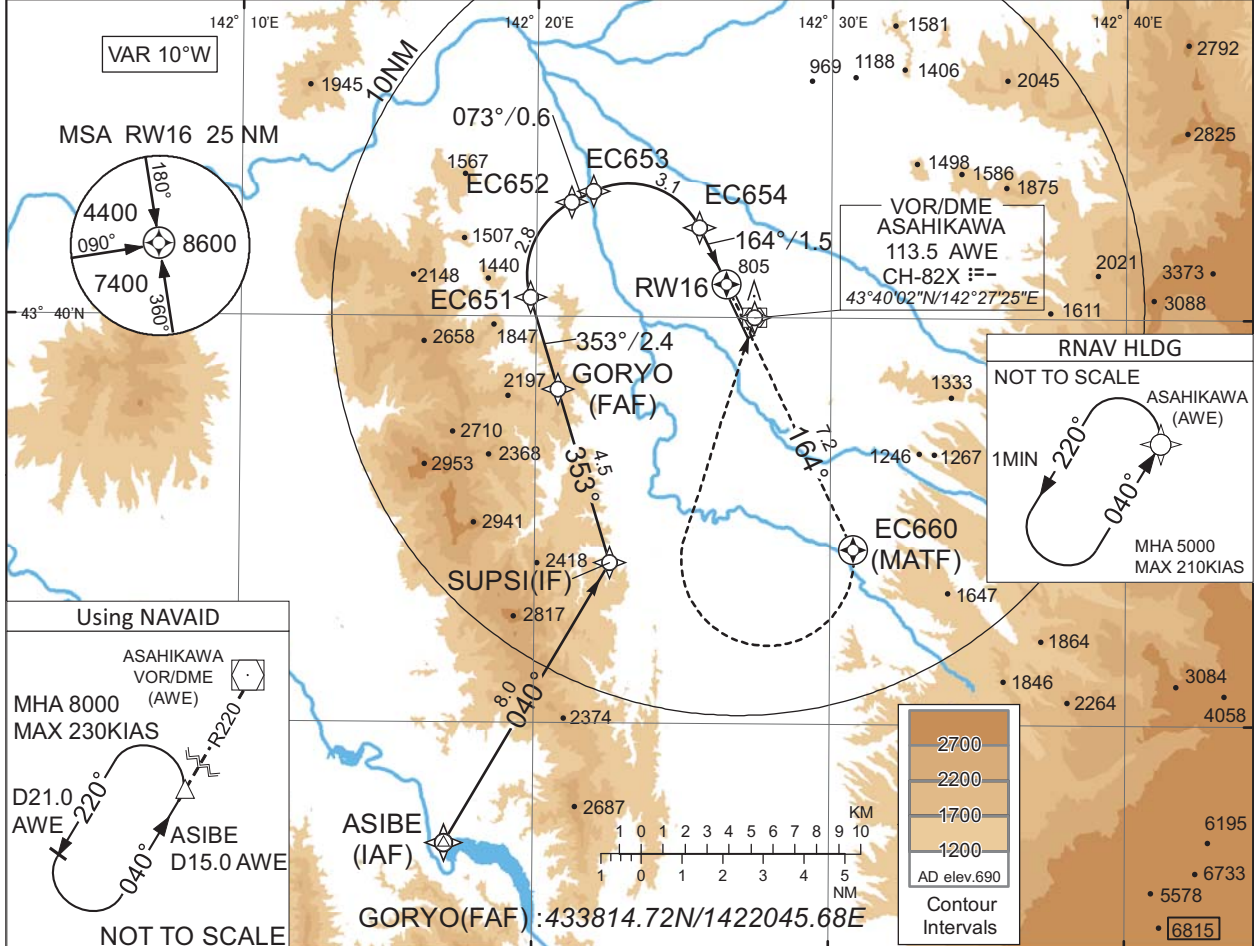 142° 10'E
142° 20'E
142° 30'E
142° 40'E
VAR 10°W
10NM
1945
1581
969
1188
1406
2045
2792
2825
MSA RW16 25 NM
180°
4400
090°
8600
7400
360°
073°/0.6
1567
EC652
EC653
3.1
EC654
1498
1586
1875
VOR/DME
ASAHIKAWA
113.5 AWE
CH-82X
43°40'02"N/142°27'25"E
2.8
1507
2148
1440
164°/1.5
805
RW16
2021
3373
3088
1611
EC651
43° 40'N
2658
1847
353°/2.4
GORYO
(FAF)
2197
2710
2368
2953
4.5
353°
2941
7.2
164°
1333
1246
1267
RNAV HLDG
NOT TO SCALE
ASAHIKAWA
(AWE)
1MIN
220°
040°
MHA 5000
MAX 210KIAS
EC660
(MATF)
2418
SUPSI(IF)
2817
1647
1864
1846
2264
3084
4058
Using NAVAID
ASAHIKAWA
VOR/DME
(AWE)
MHA 8000
MAX 230KIAS
R220
D21.0
AWE
220°
040°
ASIBE
D15.0 AWE
NOT TO SCALE
8.0
040°
2374
2687
ASIBE
(IAF)
KM
1 0 1 2 3 4 5 6 7 8 9 10
1 0 1 2 3 4 5
NM
GORYO(FAF) :433814.72N/1422045.68E
2700
2200
1700
1200
AD elev.690
Contour
Intervals
6195
6733
5578
6815